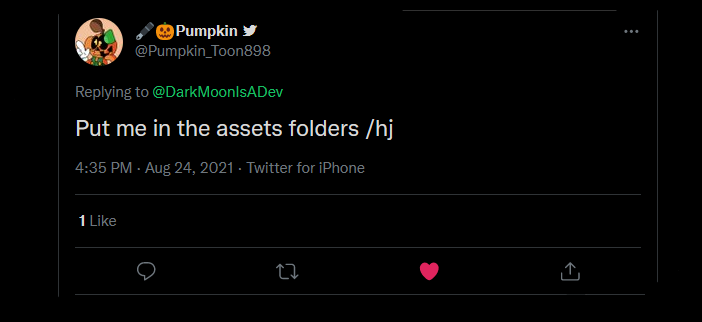 🎤🎃Pumpkin
@Pumpkin_Toon898
Replying to @DarkMoonIsADev
Put me in the assets folders /hj
4:35 PM · Aug 24, 2021 · Twitter for iPhone
1 Like